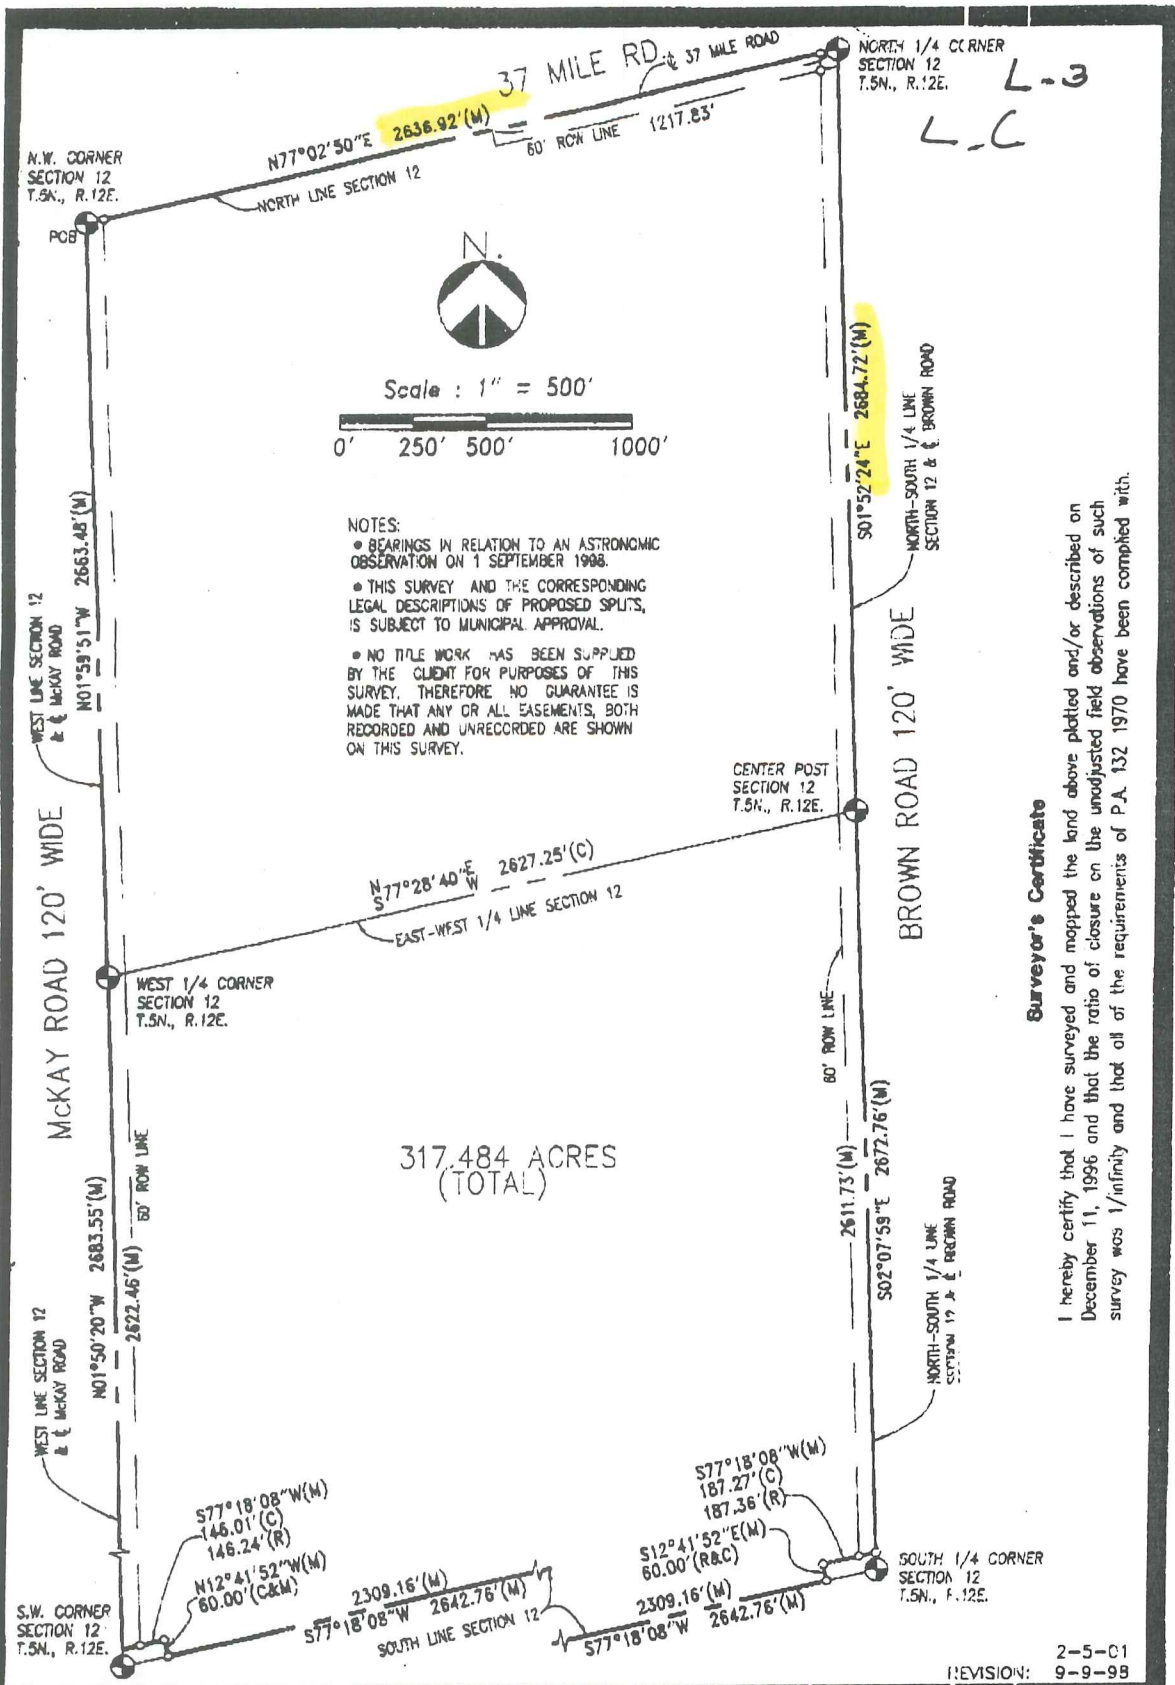 37 MILE RD.
℄ 37 MILE ROAD
NORTH 1/4 CORNER
SECTION 12
T.5N., R.12E.
L-3
L-C
N77°02'50"E 2636.92'(M)
60' ROW LINE
1217.83'
NORTH LINE SECTION 12
N.W. CORNER
SECTION 12
T.5N., R.12E.
POB
N.
Scale : 1" = 500'
0' 250' 500' 1000'
NOTES:
• BEARINGS IN RELATION TO AN ASTRONOMIC
OBSERVATION ON 1 SEPTEMBER 1998.
• THIS SURVEY AND THE CORRESPONDING
LEGAL DESCRIPTIONS OF PROPOSED SPLITS,
IS SUBJECT TO MUNICIPAL APPROVAL.
• NO TITLE WORK HAS BEEN SUPPLIED
BY THE CLIENT FOR PURPOSES OF THIS
SURVEY, THEREFORE NO GUARANTEE IS
MADE THAT ANY OR ALL EASEMENTS, BOTH
RECORDED AND UNRECORDED ARE SHOWN
ON THIS SURVEY.
WEST LINE SECTION 12
& ℄ McKAY ROAD
N01°59'51"W 2663.48'(M)
McKAY ROAD 120' WIDE
S01°52'24"E 2684.72'(M)
NORTH-SOUTH 1/4 LINE
SECTION 12 & ℄ BROWN ROAD
BROWN ROAD 120' WIDE
CENTER POST
SECTION 12
T.5N., R.12E.
N E
S77°28'40"W 2627.25'(C)
EAST-WEST 1/4 LINE SECTION 12
WEST 1/4 CORNER
SECTION 12
T.5N., R.12E.
60' ROW LINE
60' ROW LINE
317.484 ACRES
(TOTAL)
N01°50'20"W 2683.55'(M)
2622.46'(M)
WEST LINE SECTION 12
& ℄ McKAY ROAD
2611.73'(M)
S02°07'59"E 2672.76'(M)
NORTH-SOUTH 1/4 LINE
SECTION 12 & ℄ BROWN ROAD
Surveyor's Certificate
I hereby certify that I have surveyed and mapped the land above platted and/or described on
December 11, 1996 and that the ratio of closure on the unadjusted field observations of such
survey was 1/infinity and that all of the requirements of P.A. 132 1970 have been complied with.
S77°18'08"W(M)
146.01'(C)
146.24'(R)
N12°41'52"W(M)
60.00'(C&M)
S77°18'08"W(M)
187.27'(C)
187.36'(R)
S12°41'52"E(M)
60.00'(R&C)
2309.16'(M)
S77°18'08"W 2642.76'(M)
SOUTH LINE SECTION 12
2309.16'(M)
S77°18'08"W 2642.76'(M)
S.W. CORNER
SECTION 12
T.5N., R.12E.
SOUTH 1/4 CORNER
SECTION 12
T.5N., R.12E.
2-5-01
REVISION: 9-9-98